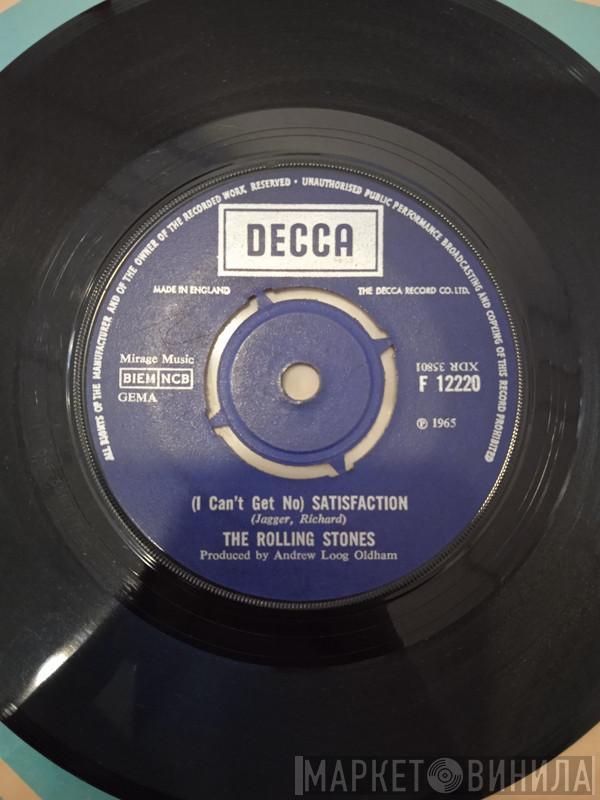 ALL RIGHTS OF THE MANUFACTURER AND OF THE OWNER OF THE RECORDED WORK RESERVED • UNAUTHORISED PUBLIC PERFORMANCE BROADCASTING AND COPYING OF THIS RECORD PROHIBITED
DECCA
MADE IN ENGLAND
THE DECCA RECORD CO. LTD.
Mirage Music
BIEM NCB
GEMA
XDR 35801
F 12220
℗ 1965
(I Can't Get No) SATISFACTION
(Jagger, Richard)
THE ROLLING STONES
Produced by Andrew Loog Oldham
МАРКЕТ ВИНИЛА